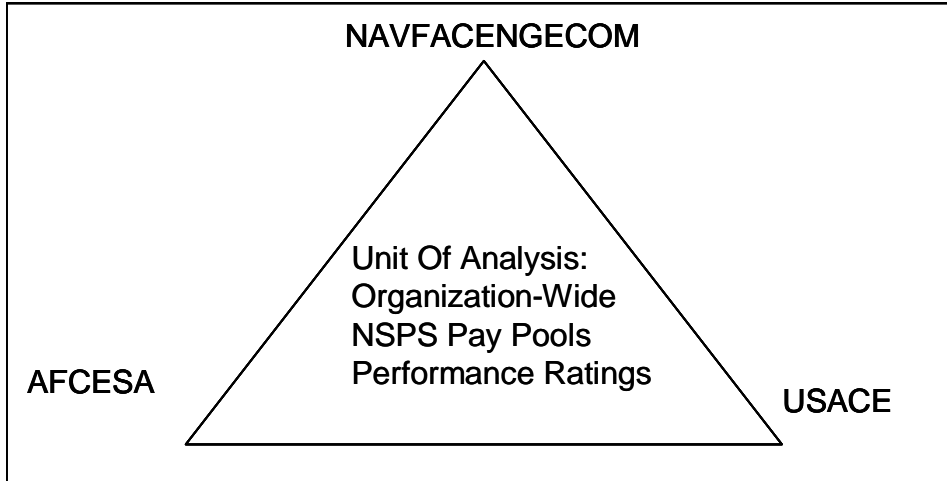 NAVFACENGECOM
Unit Of Analysis:
Organization-Wide
NSPS Pay Pools
Performance Ratings
AFCESA
USACE